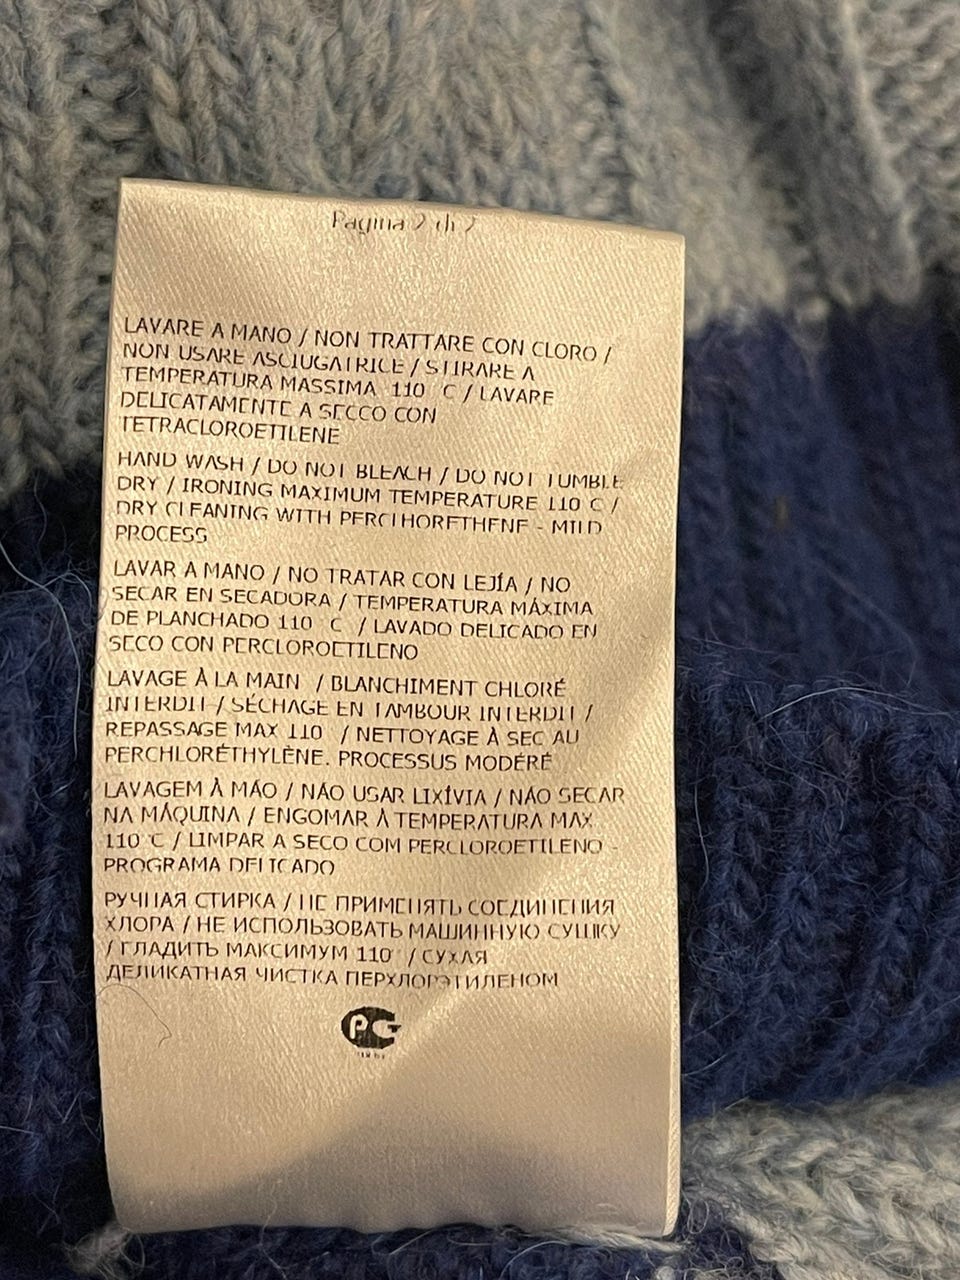 Pagina 2 di 2
LAVARE A MANO / NON TRATTARE CON CLORO /
NON USARE ASCIUGATRICE / STIRARE A
TEMPERATURA MASSIMA 110 C / LAVARE
DELICATAMENTE A SECCO CON
TETRACLOROETILENE
HAND WASH / DO NOT BLEACH / DO NOT TUMBLE
DRY / IRONING MAXIMUM TEMPERATURE 110 C /
DRY CLEANING WITH PERCLHORETHENE - MILD
PROCESS
LAVAR A MANO / NO TRATAR CON LEJÍA / NO
SECAR EN SECADORA / TEMPERATURA MÁXIMA
DE PLANCHADO 110 C / LAVADO DELICADO EN
SECO CON PERCLOROETILENO
LAVAGE À LA MAIN / BLANCHIMENT CHLORÉ
INTERDIT / SÉCHAGE EN TAMBOUR INTERDIT /
REPASSAGE MAX 110 / NETTOYAGE À SEC AU
PERCHLORÉTHYLÈNE. PROCESSUS MODÉRÉ
LAVAGEM À MÁO / NÃO USAR LIXÍVIA / NÃO SECAR
NA MÁQUINA / ENGOMAR À TEMPERATURA MAX
110°C / LIMPAR A SECO COM PERCLOROETILENO -
PROGRAMA DELICADO
РУЧНАЯ СТИРКА / НЕ ПРИМЕНЯТЬ СОЕДИНЕНИЯ
ХЛОРА / НЕ ИСПОЛЬЗОВАТЬ МАШИННУЮ СУШКУ
/ ГЛАДИТЬ МАКСИМУМ 110° / СУХАЯ
ДЕЛИКАТНАЯ ЧИСТКА ПЕРХЛОРЭТИЛЕНОМ